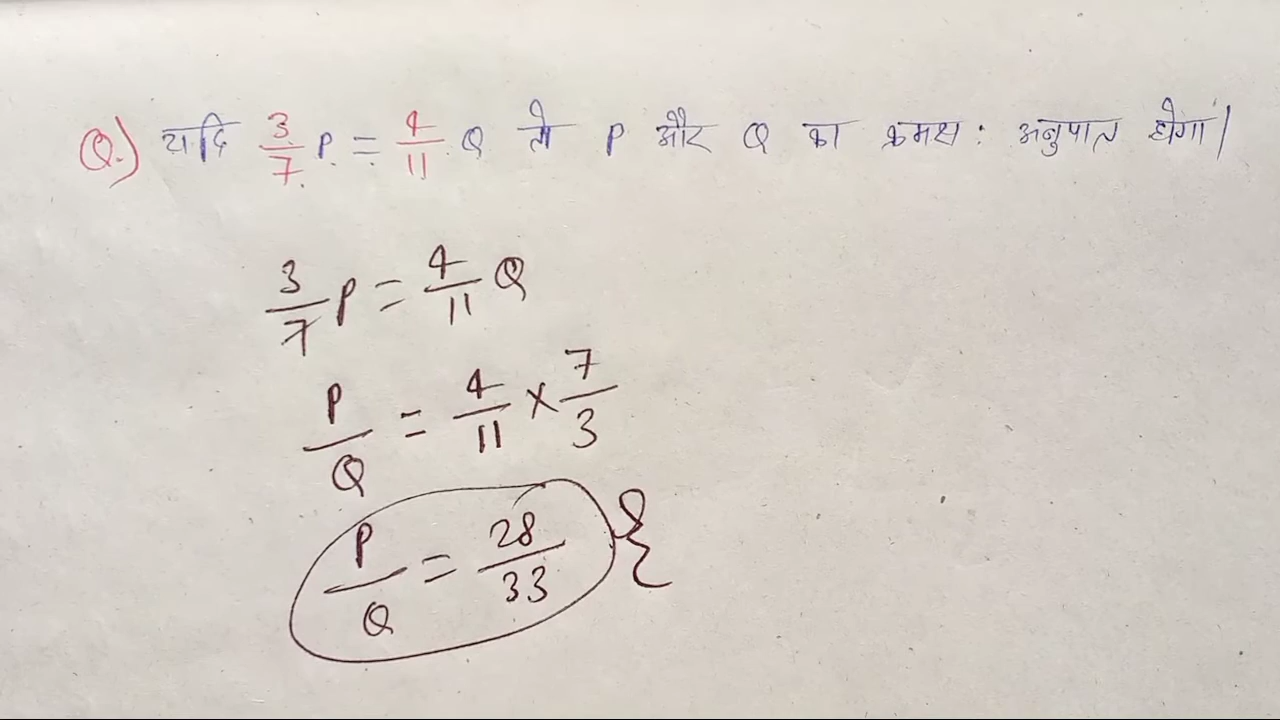 Q.) यदि 3/7 P = 4/11 Q तो P और Q का क्रमश: अनुपात होगा|
3/7 P = 4/11 Q
P/Q = 4/11 × 7/3
P/Q = 28/33